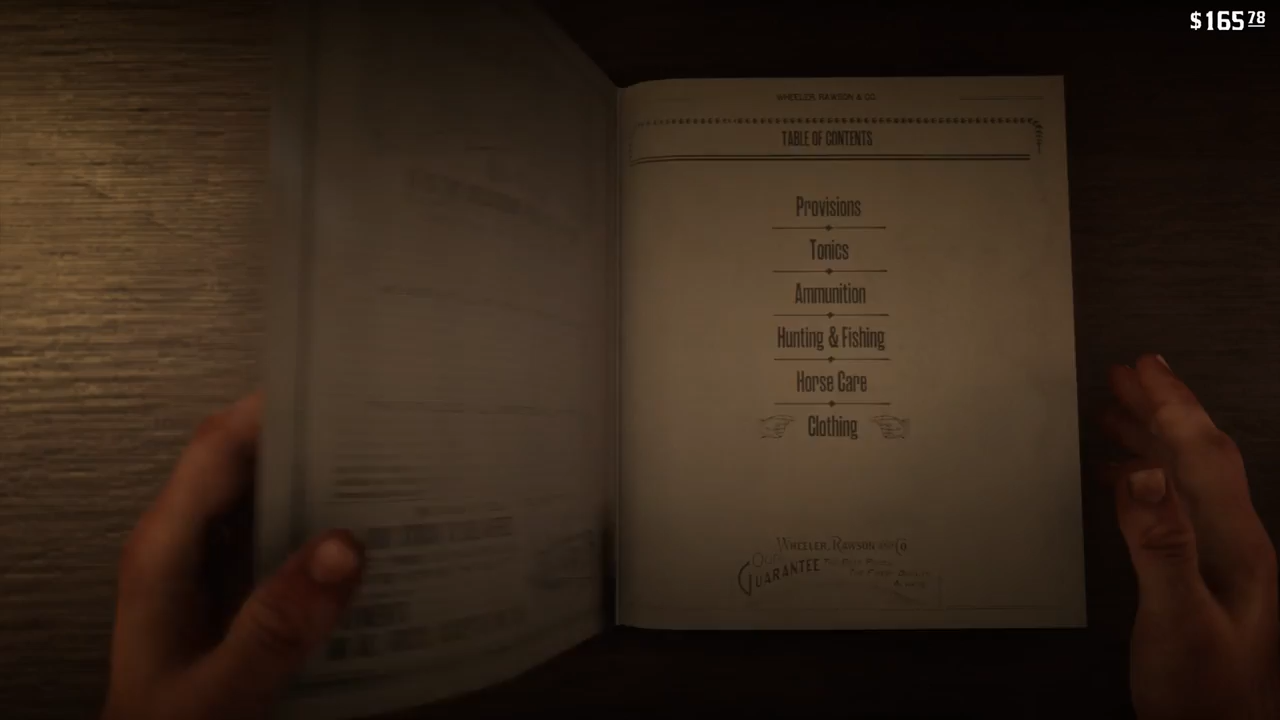 $165 78
WHEELER, RAWSON & CO.
TABLE OF CONTENTS
Provisions
Tonics
Ammunition
Hunting & Fishing
Horse Care
Clothing
WHEELER, RAWSON AND CO
OUR
GUARANTEE